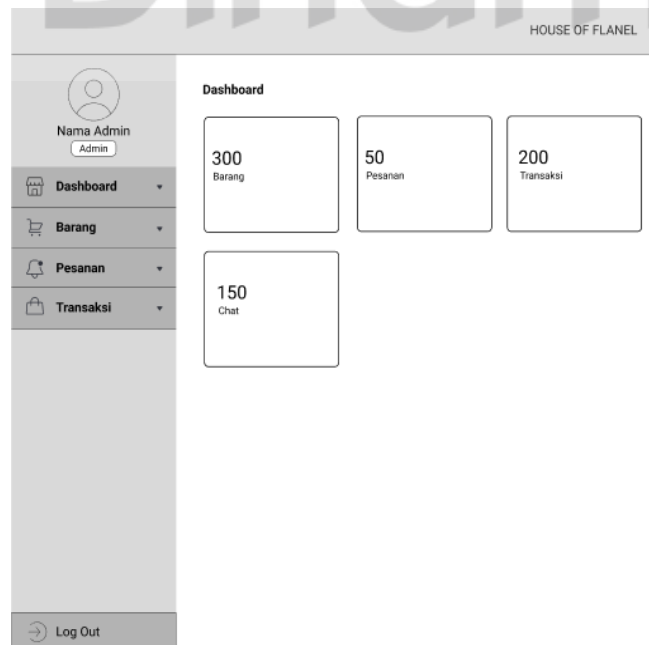 HOUSE OF FLANEL
Nama Admin
Admin
Dashboard
Barang
Pesanan
Transaksi
Log Out
Dashboard
300
Barang
50
Pesanan
200
Transaksi
150
Chat